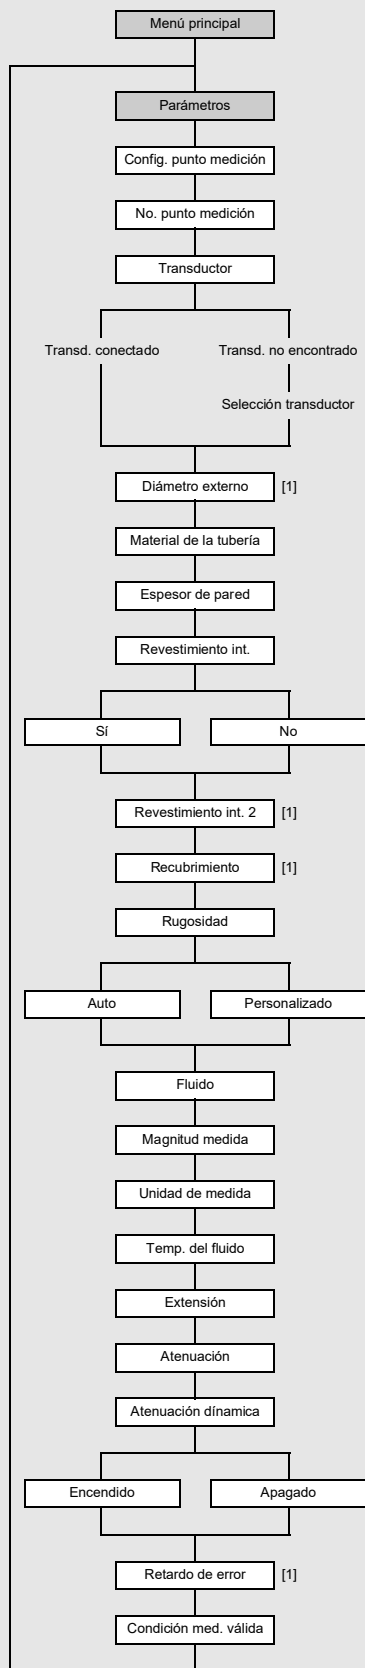 Menú principal
Parámetros
Config. punto medición
No. punto medición
Transductor
Transd. conectado
Transd. no encontrado
Selección transductor
Diámetro externo [1]
Material de la tubería
Espesor de pared
Revestimiento int.
Sí
No
Revestimiento int. 2 [1]
Recubrimiento [1]
Rugosidad
Auto
Personalizado
Fluido
Magnitud medida
Unidad de medida
Temp. del fluido
Extensión
Atenuación
Atenuación dínamica
Encendido
Apagado
Retardo de error [1]
Condición med. válida